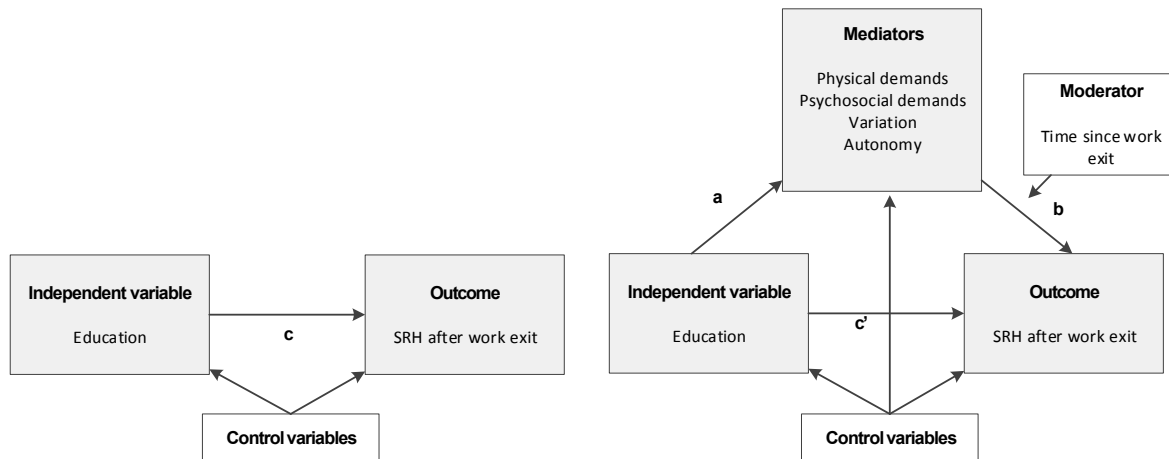 Independent variable
Education
c
Outcome
SRH after work exit
Control variables
Mediators
Physical demands
Psychosocial demands
Variation
Autonomy
Moderator
Time since work
exit
a
b
Independent variable
Education
c'
Outcome
SRH after work exit
Control variables